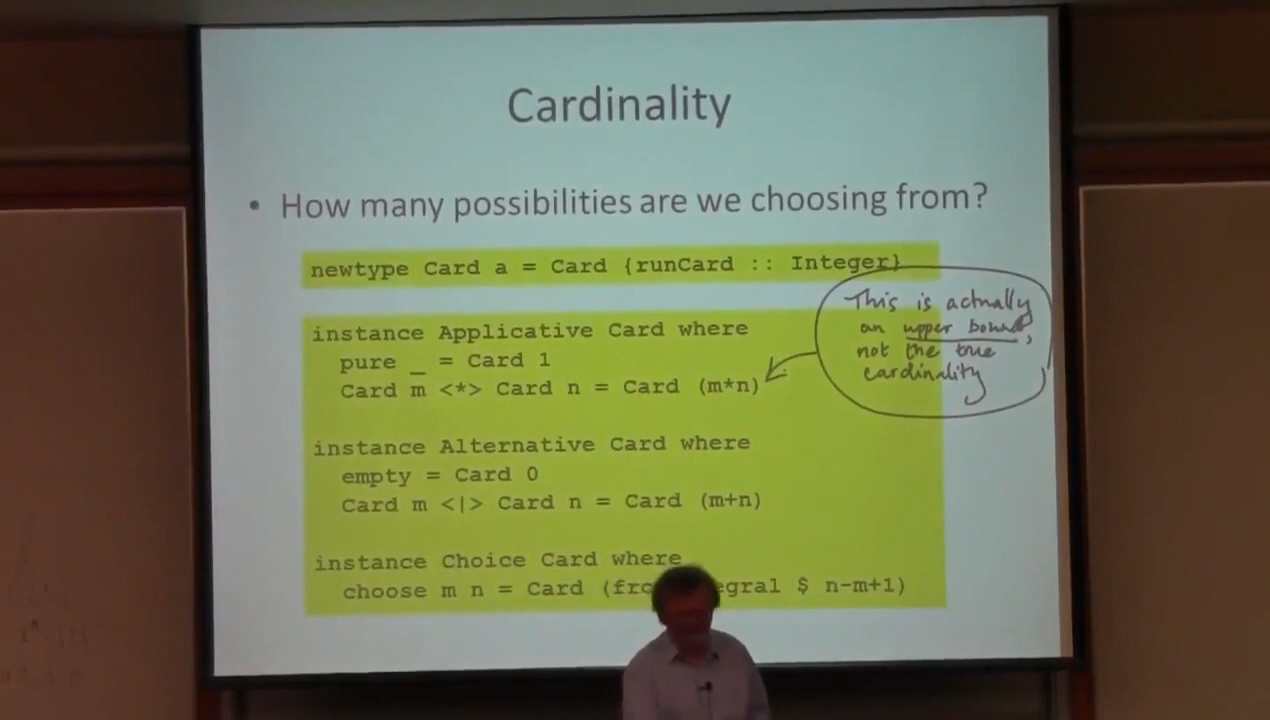 Cardinality
• How many possibilities are we choosing from?
newtype Card a = Card {runCard :: Integer}
This is actually
an upper bound,
not the true
cardinality
instance Applicative Card where
pure _ = Card 1
Card m <*> Card n = Card (m*n)
instance Alternative Card where
empty = Card 0
Card m <|> Card n = Card (m+n)
instance Choice Card where
choose m n = Card $ n-m+1)